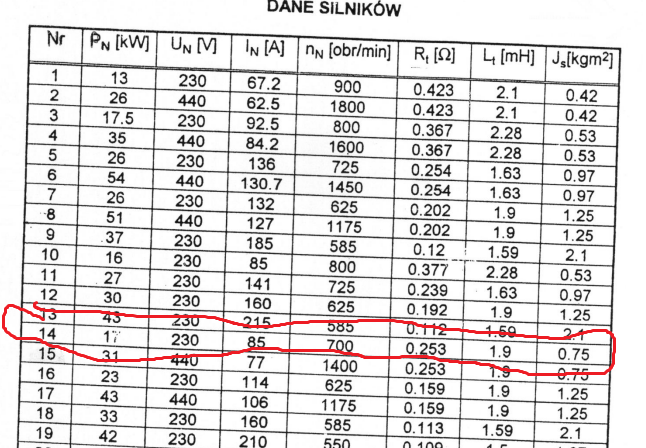 DANE SILNIKÓW
Nr P_N [kW] U_N [V] I_N [A] n_N [obr/min] R_t [Ω] L_t [mH] J_s[kgm²]
1 13 230 67.2 900 0.423 2.1 0.42
2 26 440 62.5 1800 0.423 2.1 0.42
3 17.5 230 92.5 800 0.367 2.28 0.53
4 35 440 84.2 1600 0.367 2.28 0.53
5 26 230 136 725 0.254 1.63 0.97
6 54 440 130.7 1450 0.254 1.63 0.97
7 26 230 132 625 0.202 1.9 1.25
8 51 440 127 1175 0.202 1.9 1.25
9 37 230 185 585 0.12 1.59 2.1
10 16 230 85 800 0.377 2.28 0.53
11 27 230 141 725 0.239 1.63 0.97
12 30 230 160 625 0.192 1.9 1.25
13 43 230 215 585 0.112 1.59 2.1
14 17 230 85 700 0.253 1.9 0.75
15 31 440 77 1400 0.253 1.9 0.75
16 23 230 114 625 0.159 1.9 1.25
17 43 440 106 1175 0.159 1.9 1.25
18 33 230 160 585 0.113 1.59 2.1
19 42 230 210 550